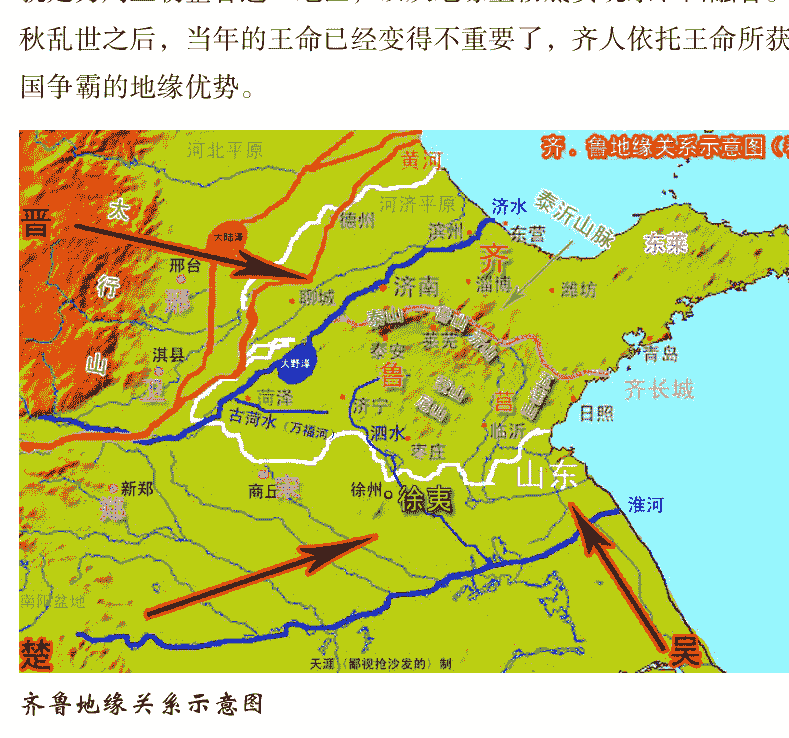 秋乱世之后，当年的王命已经变得不重要了，齐人依托王命所获
国争霸的地缘优势。
齐．鲁地缘关系示意图（
河北平原
黄河
太
行
山
晋
大陆泽
河济平原
济水
泰沂山脉
德州
滨州
东营
东莱
齐
邢台
聊城
济南
淄博
潍坊
泰山
鲁山
莱芜
淇县
卫
大野泽
泰安
鲁
青岛
齐长城
菏泽
济宁
莒
日照
古菏水（万福河）
泗水
临沂
枣庄
山东
新郑
商丘
徐州
徐夷
淮河
南阳盆地
楚
吴
天涯（鄙视抢沙发的）制
齐鲁地缘关系示意图